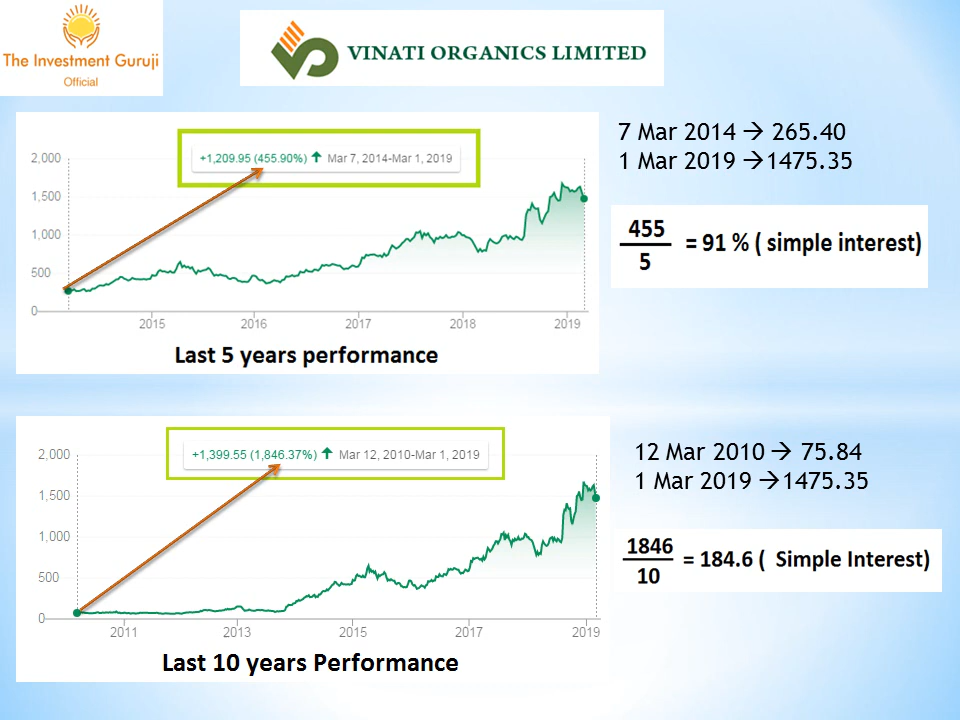 The Investment Guruji
Official
VINATI ORGANICS LIMITED
+1,209.95 (455.90%) ↑ Mar 7, 2014-Mar 1, 2019
2,000
1,500
1,000
500
0
2015 2016 2017 2018 2019
Last 5 years performance
7 Mar 2014 → 265.40
1 Mar 2019 →1475.35
455
5
= 91 % ( simple interest)
+1,399.55 (1,846.37%) ↑ Mar 12, 2010-Mar 1, 2019
2,000
1,500
1,000
500
0
2011 2013 2015 2017 2019
Last 10 years Performance
12 Mar 2010 → 75.84
1 Mar 2019 →1475.35
1846
10
= 184.6 ( Simple Interest)